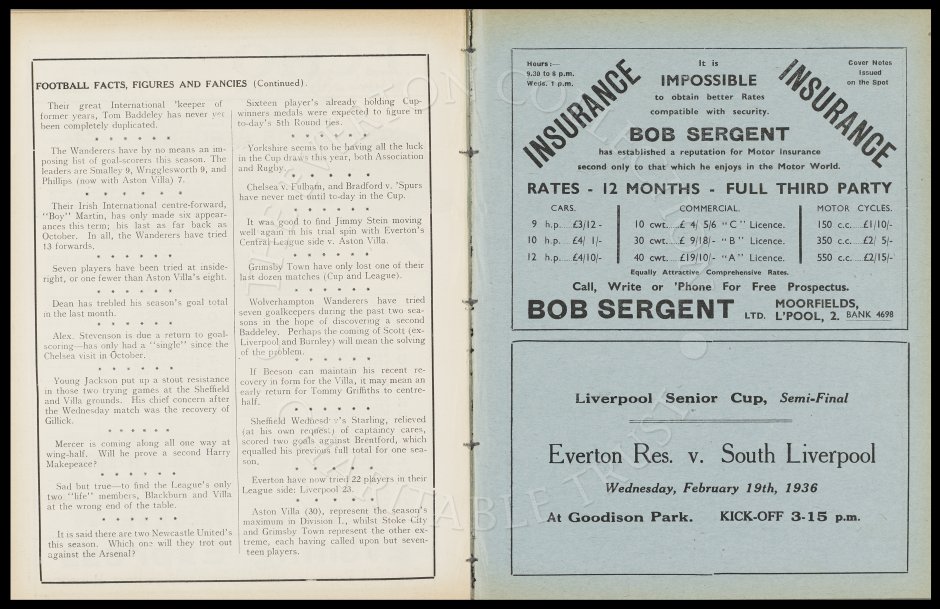 FOOTBALL FACTS, FIGURES AND FANCIES (Continued).
Their great International 'keeper of
former years, Tom Baddeley has never yet
been completely duplicated.
* * * * * *
The Wanderers have by no means an im-
posing list of goal-scorers this season. The
leaders are Smalley 9, Wrigglesworth 9, and
Phillips (now with Aston Villa) 7.
* * * * * *
Their Irish International centre-forward,
"Boy" Martin, has only made six appear-
ances this term; his last as far back as
October. In all, the Wanderers have tried
13 forwards.
* * * * * *
Seven players have been tried at inside-
right, or one fewer than Aston Villa's eight.
* * * * * *
Dean has trebled his season's goal total
in the last month.
* * * * * *
Alex. Stevenson is due a return to goal-
scoring—has only had a "single" since the
Chelsea visit in October.
* * * * * *
Young Jackson put up a stout resistance
in those two trying games at the Sheffield
and Villa grounds. His chief concern after
the Wednesday match was the recovery of
Gillick.
* * * * * *
Mercer is coming along all one way at
wing-half. Will he prove a second Harry
Makepeace?
* * * * * *
Sad but true—to find the League's only
two "life" members, Blackburn and Villa
at the wrong end of the table.
* * * * * *
It is said there are two Newcastle United's
this season. Which one will they trot out
against the Arsenal?
Sixteen player's already holding Cup-
winners medals were expected to figure in
to-day's 5th Round ties.
* * * * * *
Yorkshire seems to be having all the luck
in the Cup draws this year, both Association
and Rugby.
* * * * * *
Chelsea v. Fulham, and Bradford v. 'Spurs
have never met until to-day in the Cup.
* * * * * *
It was good to find Jimmy Stein moving
well again in his trial spin with Everton's
Central League side v. Aston Villa.
* * * * * *
Grimsby Town have only lost one of their
last dozen matches (Cup and League).
* * * * * *
Wolverhampton Wanderers have tried
seven goalkeepers during the past two sea-
sons in the hope of discovering a second
Baddeley. Perhaps the coming of Scott (ex-
Liverpool and Burnley) will mean the solving
of the problem.
* * * * * *
If Beeson can maintain his recent re-
covery in form for the Villa, it may mean an
early return for Tommy Griffiths to centre-
half.
* * * * * *
Sheffield Wednesd y's Starling, relieved
(at his own request) of captaincy cares,
scored two goals against Brentford, which
equalled his previous full total for one sea-
son.
* * * * * *
Everton have now tried 22 players in their
League side: Liverpool 23.
* * * * * *
Aston Villa (30), represent the season's
maximum in Division I., whilst Stoke City
and Grimsby Town represent the other ex-
treme, each having called upon but seven-
teen players.
Hours :—
9.30 to 8 p.m.
Weds. 1 p.m.
INSURANCE
It is
IMPOSSIBLE
to obtain better Rates
compatible with security.
INSURANCE
Cover Notes
Issued
on the Spot
BOB SERGENT
has established a reputation for Motor Insurance
second only to that which he enjoys in the Motor World.
RATES - 12 MONTHS - FULL THIRD PARTY
CARS. COMMERCIAL. MOTOR CYCLES.
9 h.p.....£3/12 - 10 cwt.....£ 4/ 5/6 "C" Licence. 150 c.c....£1/10/-
10 h.p.....£4/ 1/- 30 cwt.....£ 9/18/- "B" Licence. 350 c.c....£2/ 5/-
12 h.p.....£4/10/- 40 cwt.....£19/10/- "A" Licence. 550 c.c....£2/15/-
Equally Attractive Comprehensive Rates.
Call, Write or 'Phone For Free Prospectus.
BOB SERGENT LTD. MOORFIELDS,
L'POOL, 2. BANK 4698
Liverpool Senior Cup, Semi-Final
Everton Res. v. South Liverpool
Wednesday, February 19th, 1936
At Goodison Park. KICK-OFF 3-15 p.m.